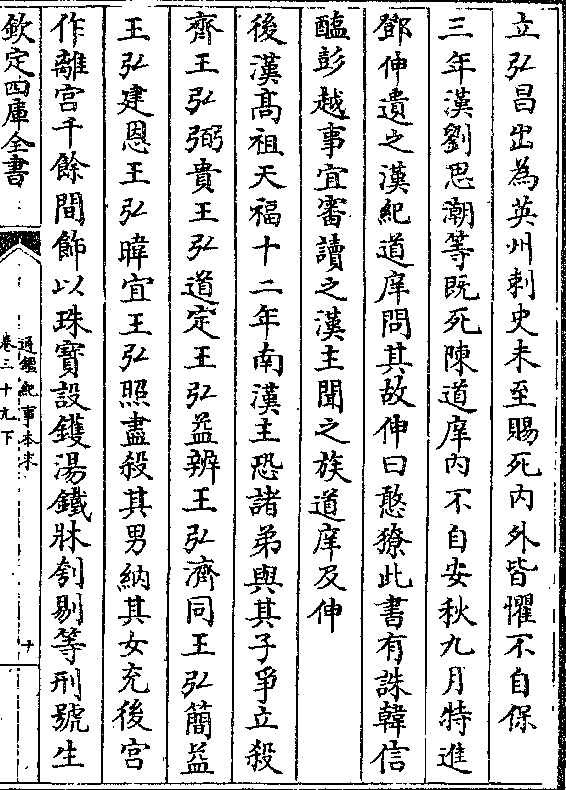 立弘昌出為英州刺史未至賜死内外皆懼不自保
三年漢劉思潮等既死陳道庠内不自安秋九月特進
鄧伸遺之漢紀道庠問其故伸曰憨獠此書有誅韓信
醢彭越事宜審讀之漢主聞之族道庠及伸
後漢髙祖天福十二年南漢主恐諸弟與其子爭立殺
齊王弘弼貴王弘道定王弘益辨王弘濟同王弘簡益
王弘建恩王弘暐宜王弘照盡殺其男納其女充後宫
作離宫千餘間飾以珠寶設鑊湯鐵牀刳剔等刑號生
欽定四庫全書
通鑑紀事本末
卷三十九下
十